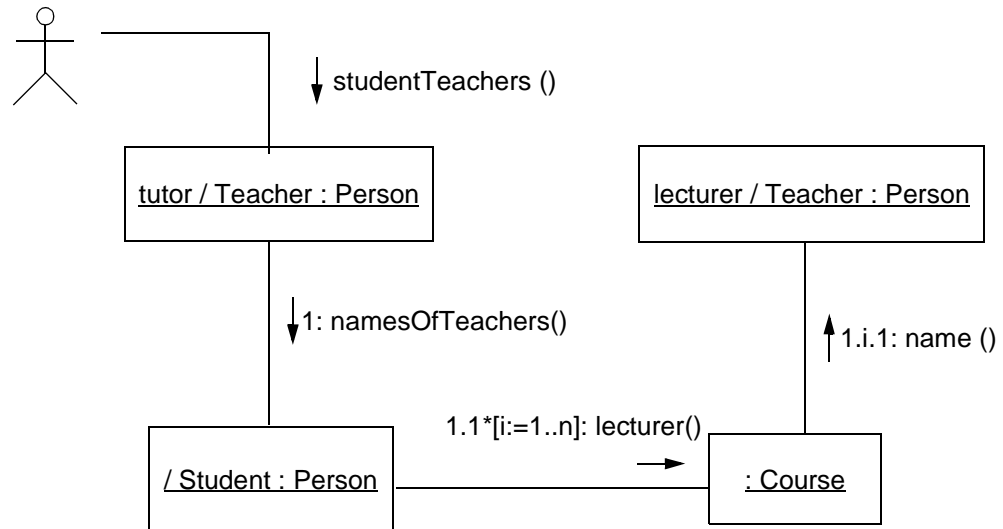 studentTeachers ()
tutor / Teacher : Person
lecturer / Teacher : Person
1: namesOfTeachers()
1.i.1: name ()
1.1*[i:=1..n]: lecturer()
/ Student : Person
: Course